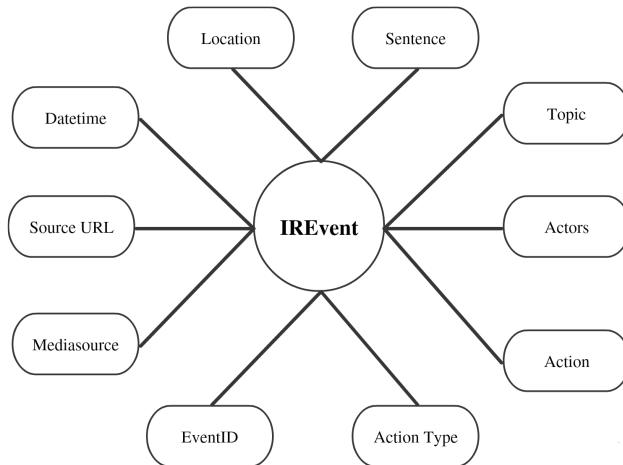 Location
Sentence
Datetime
Topic
Source URL
IREvent
Actors
Mediasource
Action
EventID
Action Type